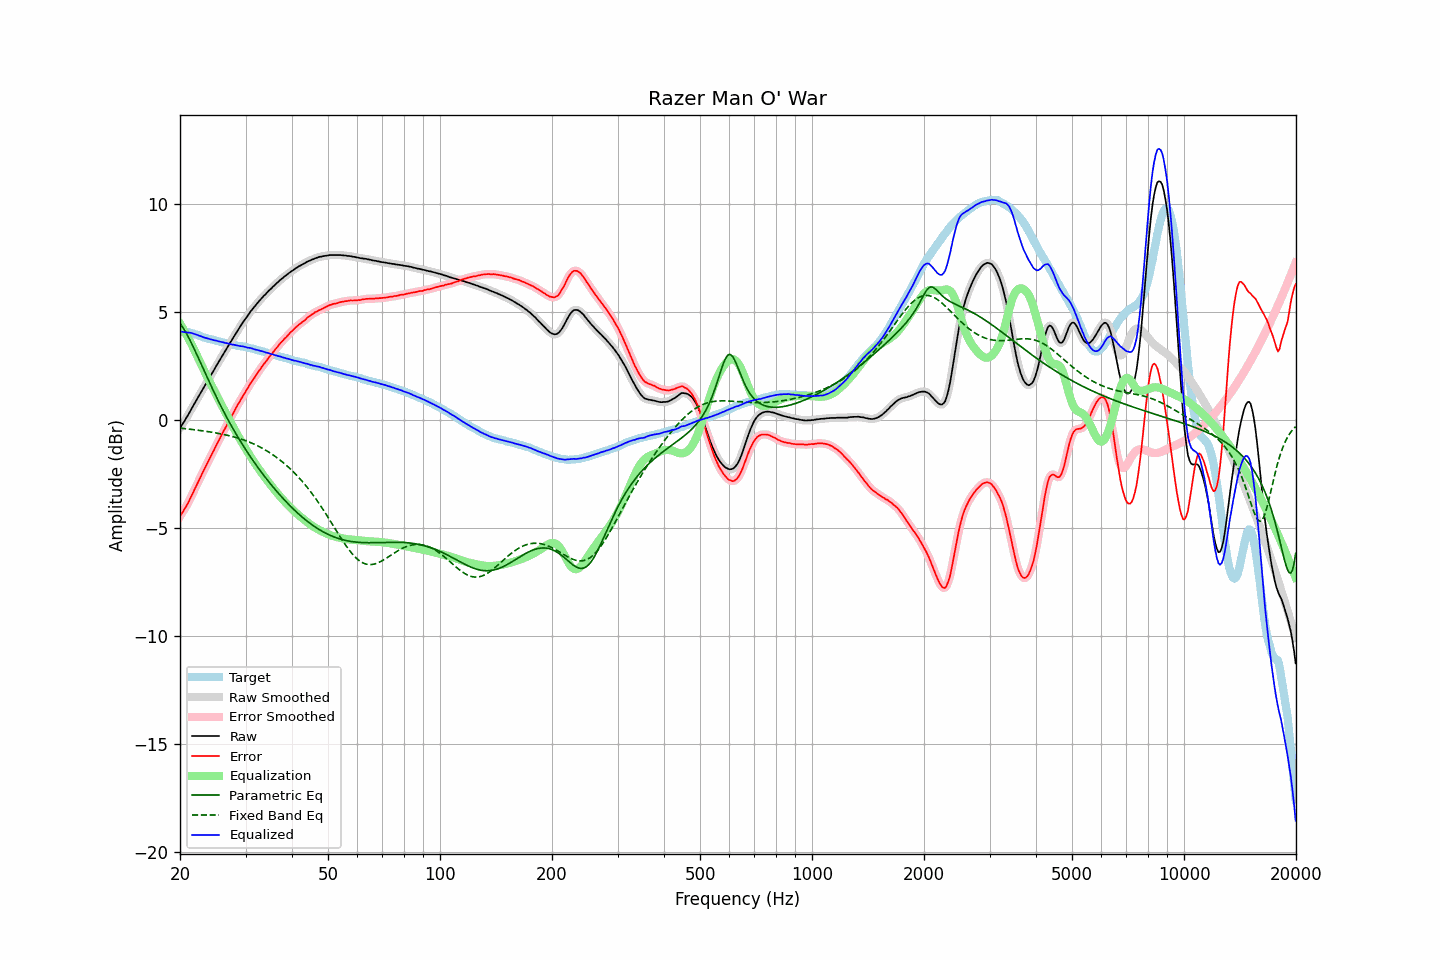 Razer Man O' War
Amplitude (dBr)
10
5
0
−5
−10
−15
−20
Target
Raw Smoothed
Error Smoothed
Raw
Error
Equalization
Parametric Eq
Fixed Band Eq
Equalized
20 50 100 200 500 1000 2000 5000 10000 20000
Frequency (Hz)